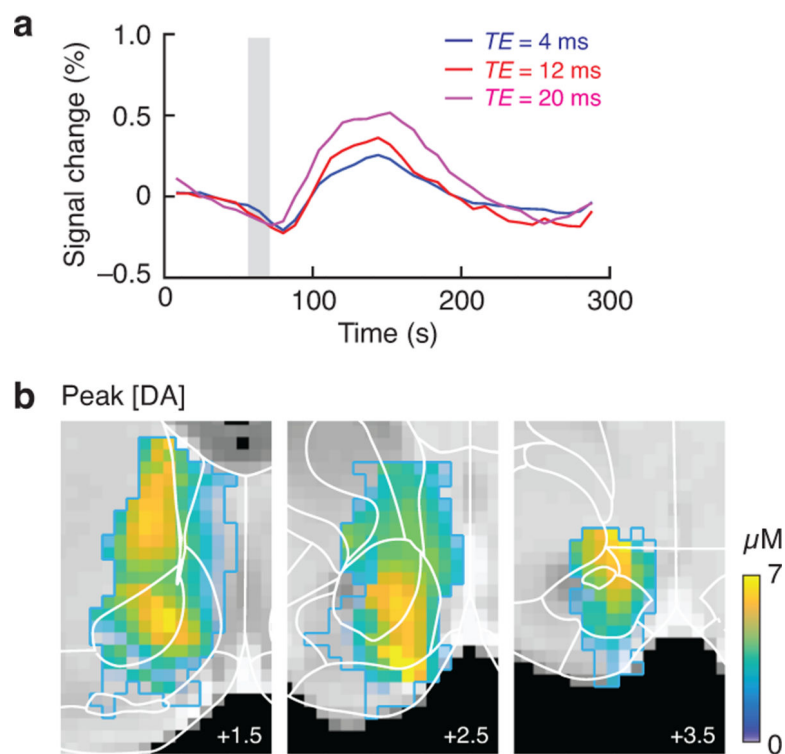 a
Signal change (%)
1.0
0.5
0
–0.5
TE = 4 ms
TE = 12 ms
TE = 20 ms
0 100 200 300
Time (s)
b Peak [DA]
+1.5 +2.5 +3.5
µM
7
0